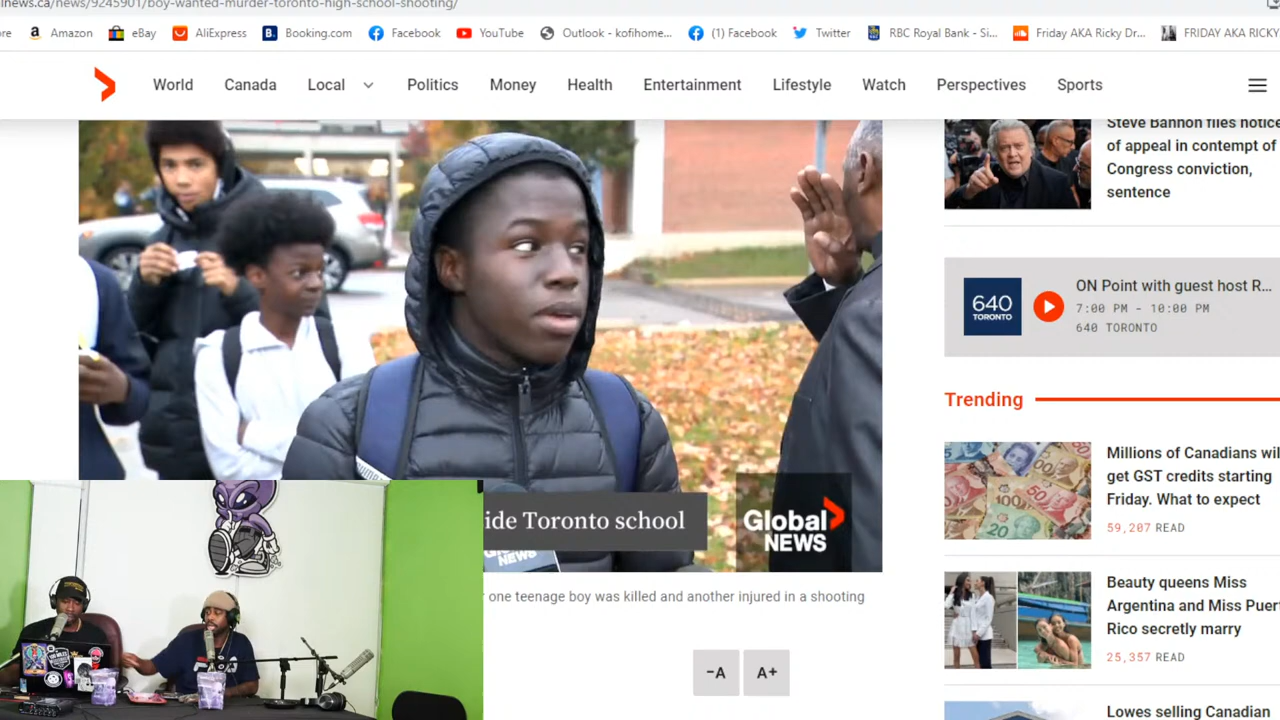 lnews.ca/news/9245901/boy-wanted-murder-toronto-high-school-shooting/
re Amazon eBay AliExpress Booking.com Facebook YouTube Outlook - kofihome... (1) Facebook Twitter RBC Royal Bank - Si... Friday AKA Ricky Dr... FRIDAY AKA RICKY
World Canada Local Politics Money Health Entertainment Lifestyle Watch Perspectives Sports
Steve Bannon files notice
of appeal in contempt of
Congress conviction,
sentence
640
TORONTO
ON Point with guest host R...
7:00 PM - 10:00 PM
640 TORONTO
Trending
Millions of Canadians wil
get GST credits starting
Friday. What to expect
59,207 READ
Beauty queens Miss
Argentina and Miss Puer
Rico secretly marry
25,357 READ
Lowes selling Canadian
ide Toronto school
Global
NEWS
NEWS
one teenage boy was killed and another injured in a shooting
-A A+